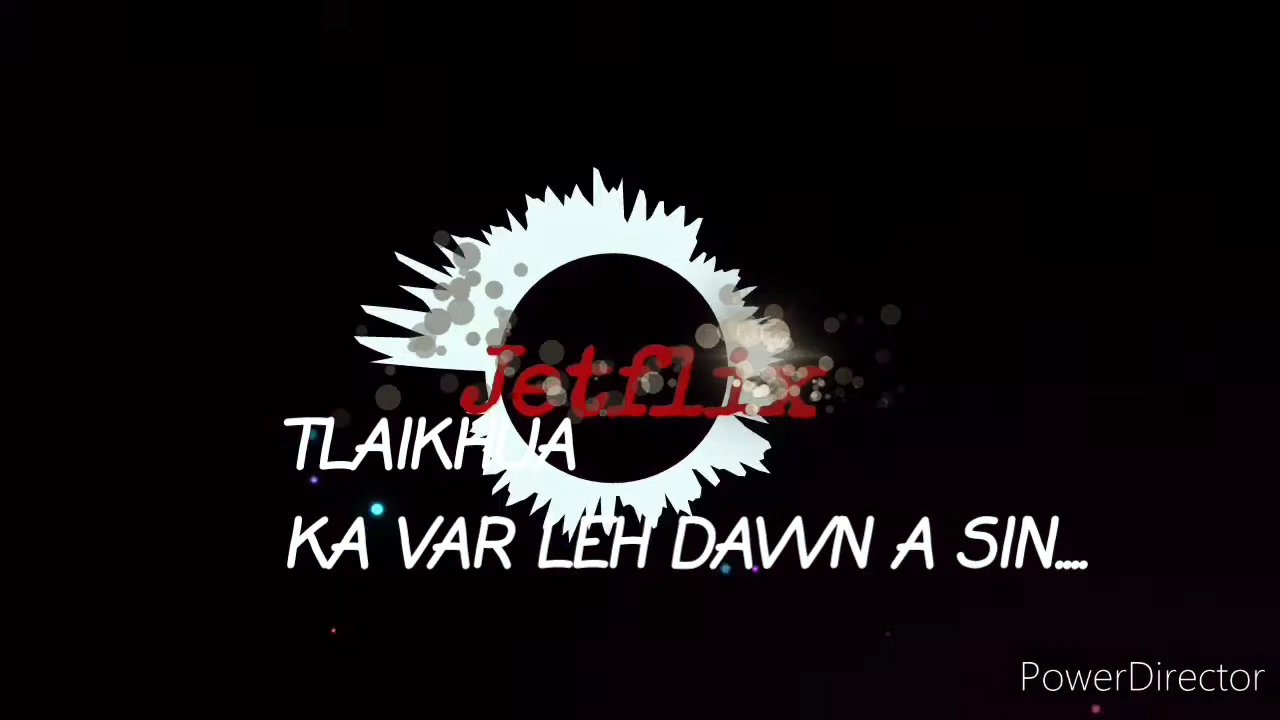 Jetflix
TLAIKHUA
KA VAR LEH DAWN A SIN....
PowerDirector